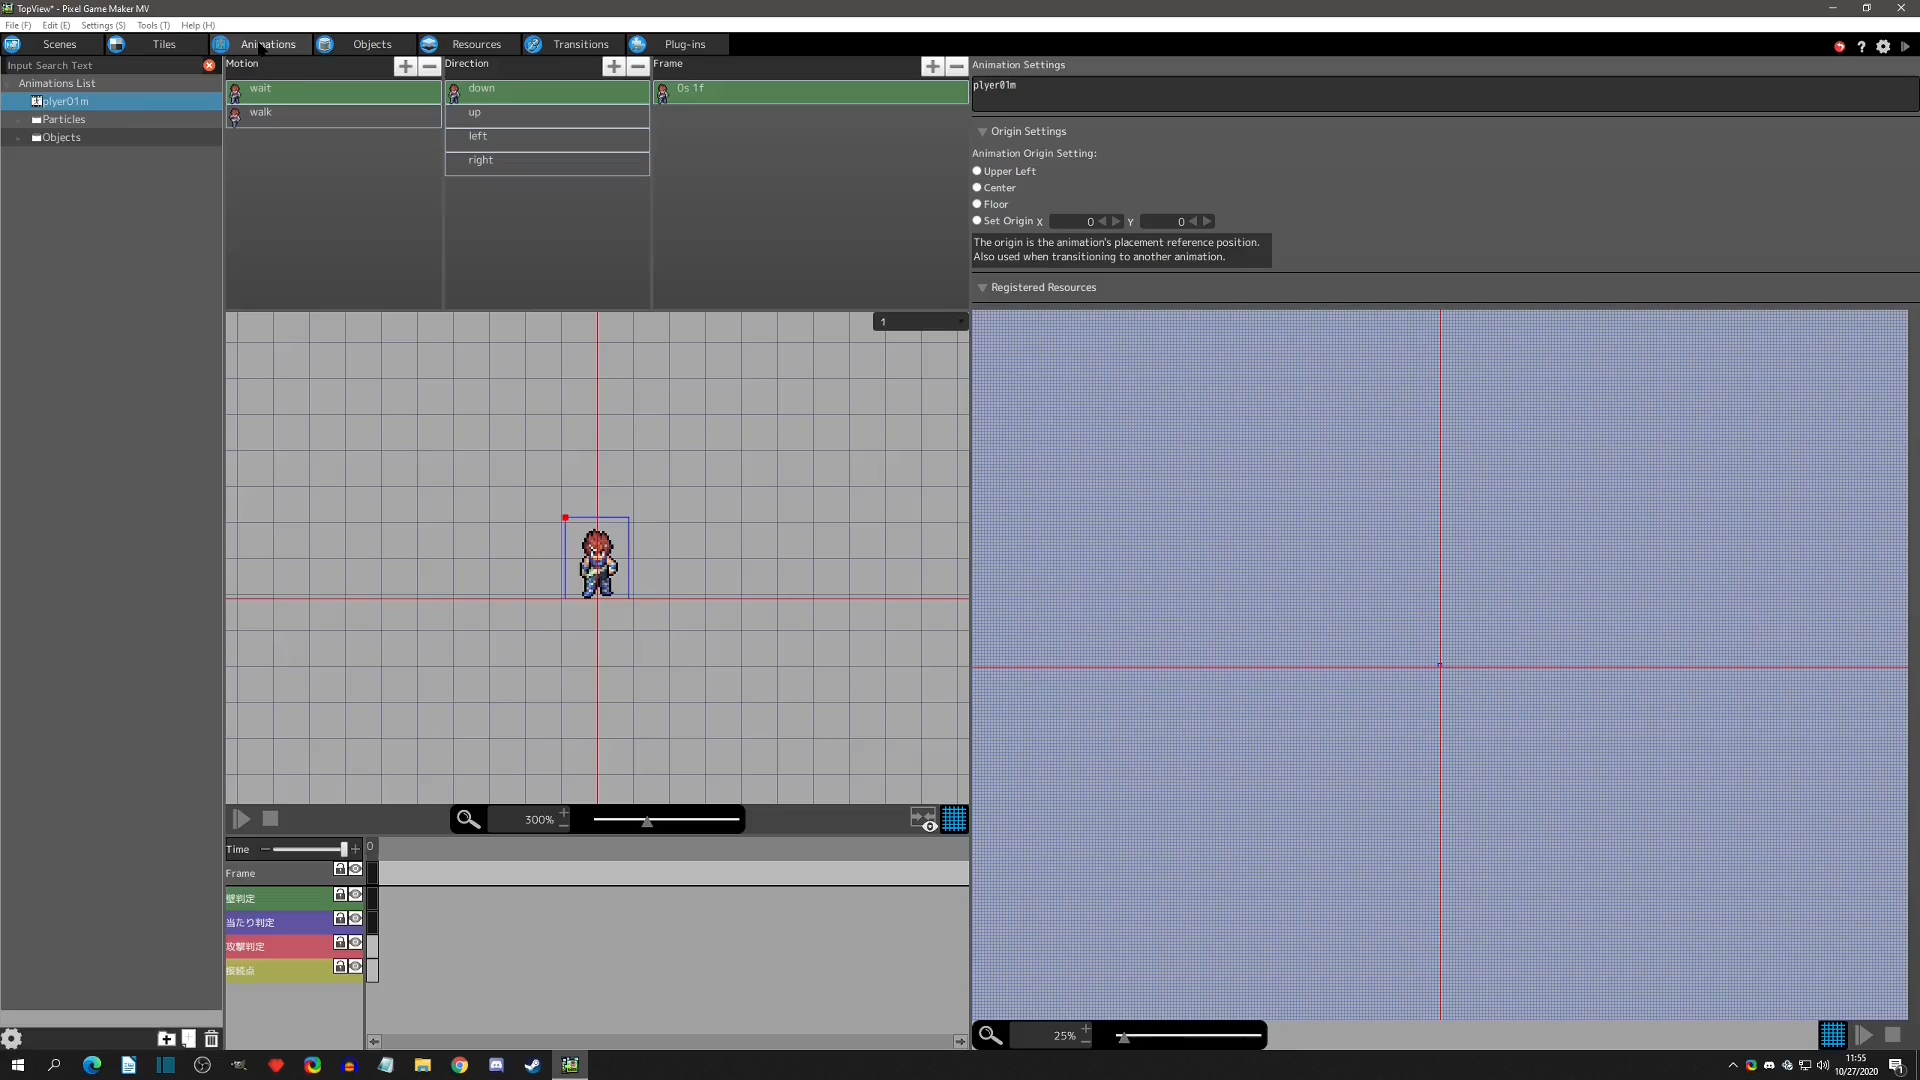 TopView* - Pixel Game Maker MV
File (F) Edit (E) Settings (S) Tools (T) Help (H)
Scenes Tiles Animations Objects Resources Transitions Plug-ins
Input Search Text
Animations List
plyer01m
Particles
Objects
Motion
wait
walk
Direction
down
up
left
right
Frame
0s 1f
Animation Settings
plyer01m
Origin Settings
Animation Origin Setting:
Upper Left
Center
Floor
Set Origin X 0 Y 0
The origin is the animation's placement reference position.
Also used when transitioning to another animation.
Registered Resources
1
300%
Time 0
Frame
壁判定
当たり判定
攻撃判定
接続点
25%
11:55
10/27/2020